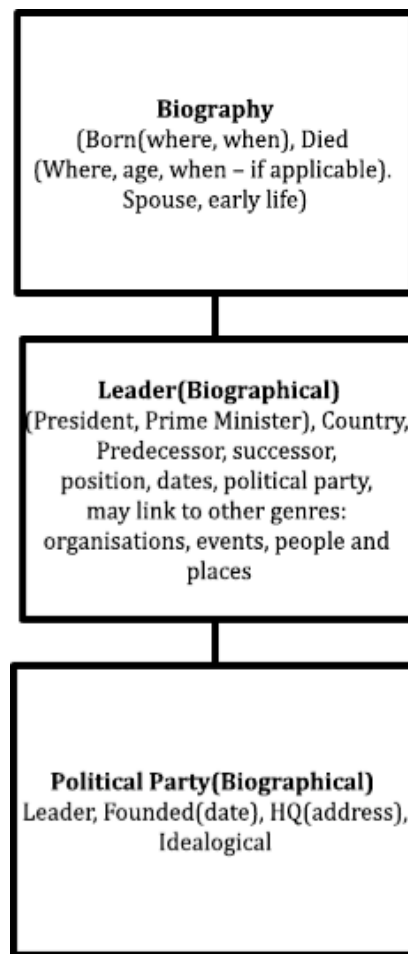 Biography
(Born(where, when), Died
(Where, age, when – if applicable).
Spouse, early life)
Leader(Biographical)
(President, Prime Minister), Country,
Predecessor, successor,
position, dates, political party,
may link to other genres:
organisations, events, people and
places
Political Party(Biographical)
Leader, Founded(date), HQ(address),
Idealogical